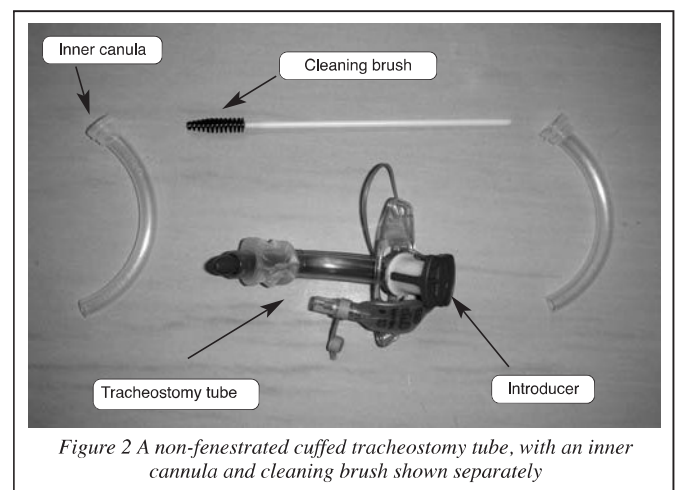 Inner canula
Cleaning brush
Tracheostomy tube
Introducer
Figure 2 A non-fenestrated cuffed tracheostomy tube, with an inner
cannula and cleaning brush shown separately